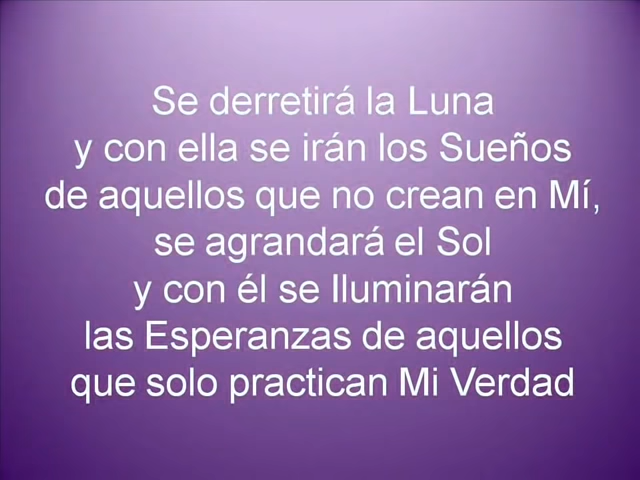 Se derretirá la Luna
y con ella se irán los Sueños
de aquellos que no crean en Mí,
se agrandará el Sol
y con él se Iluminarán
las Esperanzas de aquellos
que solo practican Mi Verdad